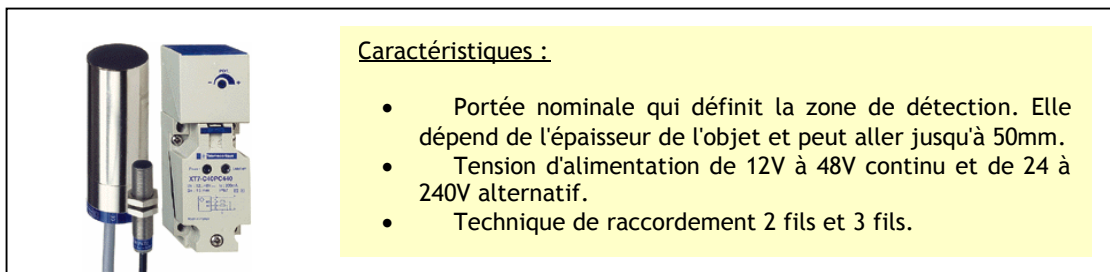 Caractéristiques :
• Portée nominale qui définit la zone de détection. Elle
dépend de l'épaisseur de l'objet et peut aller jusqu'à 50mm.
• Tension d'alimentation de 12V à 48V continu et de 24 à
240V alternatif.
• Technique de raccordement 2 fils et 3 fils.